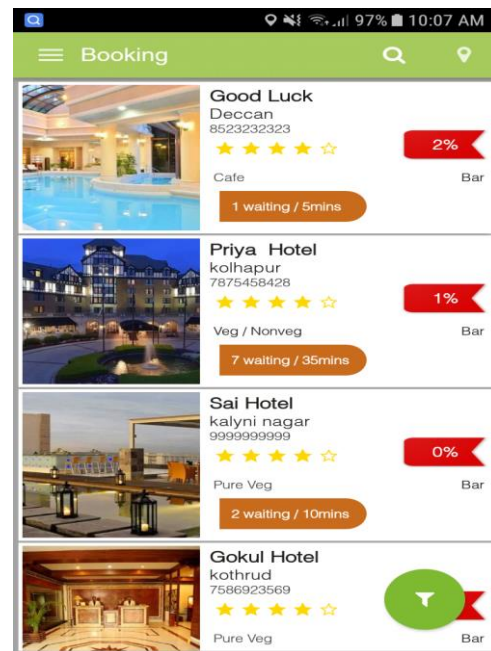 97% 10:07 AM
Booking
Good Luck
Deccan
8523232323
2%
Cafe
Bar
1 waiting / 5mins
Priya Hotel
kolhapur
7875458428
1%
Veg / Nonveg
Bar
7 waiting / 35mins
Sai Hotel
kalyni nagar
9999999999
0%
Pure Veg
Bar
2 waiting / 10mins
Gokul Hotel
kothrud
7586923569
Pure Veg
Bar